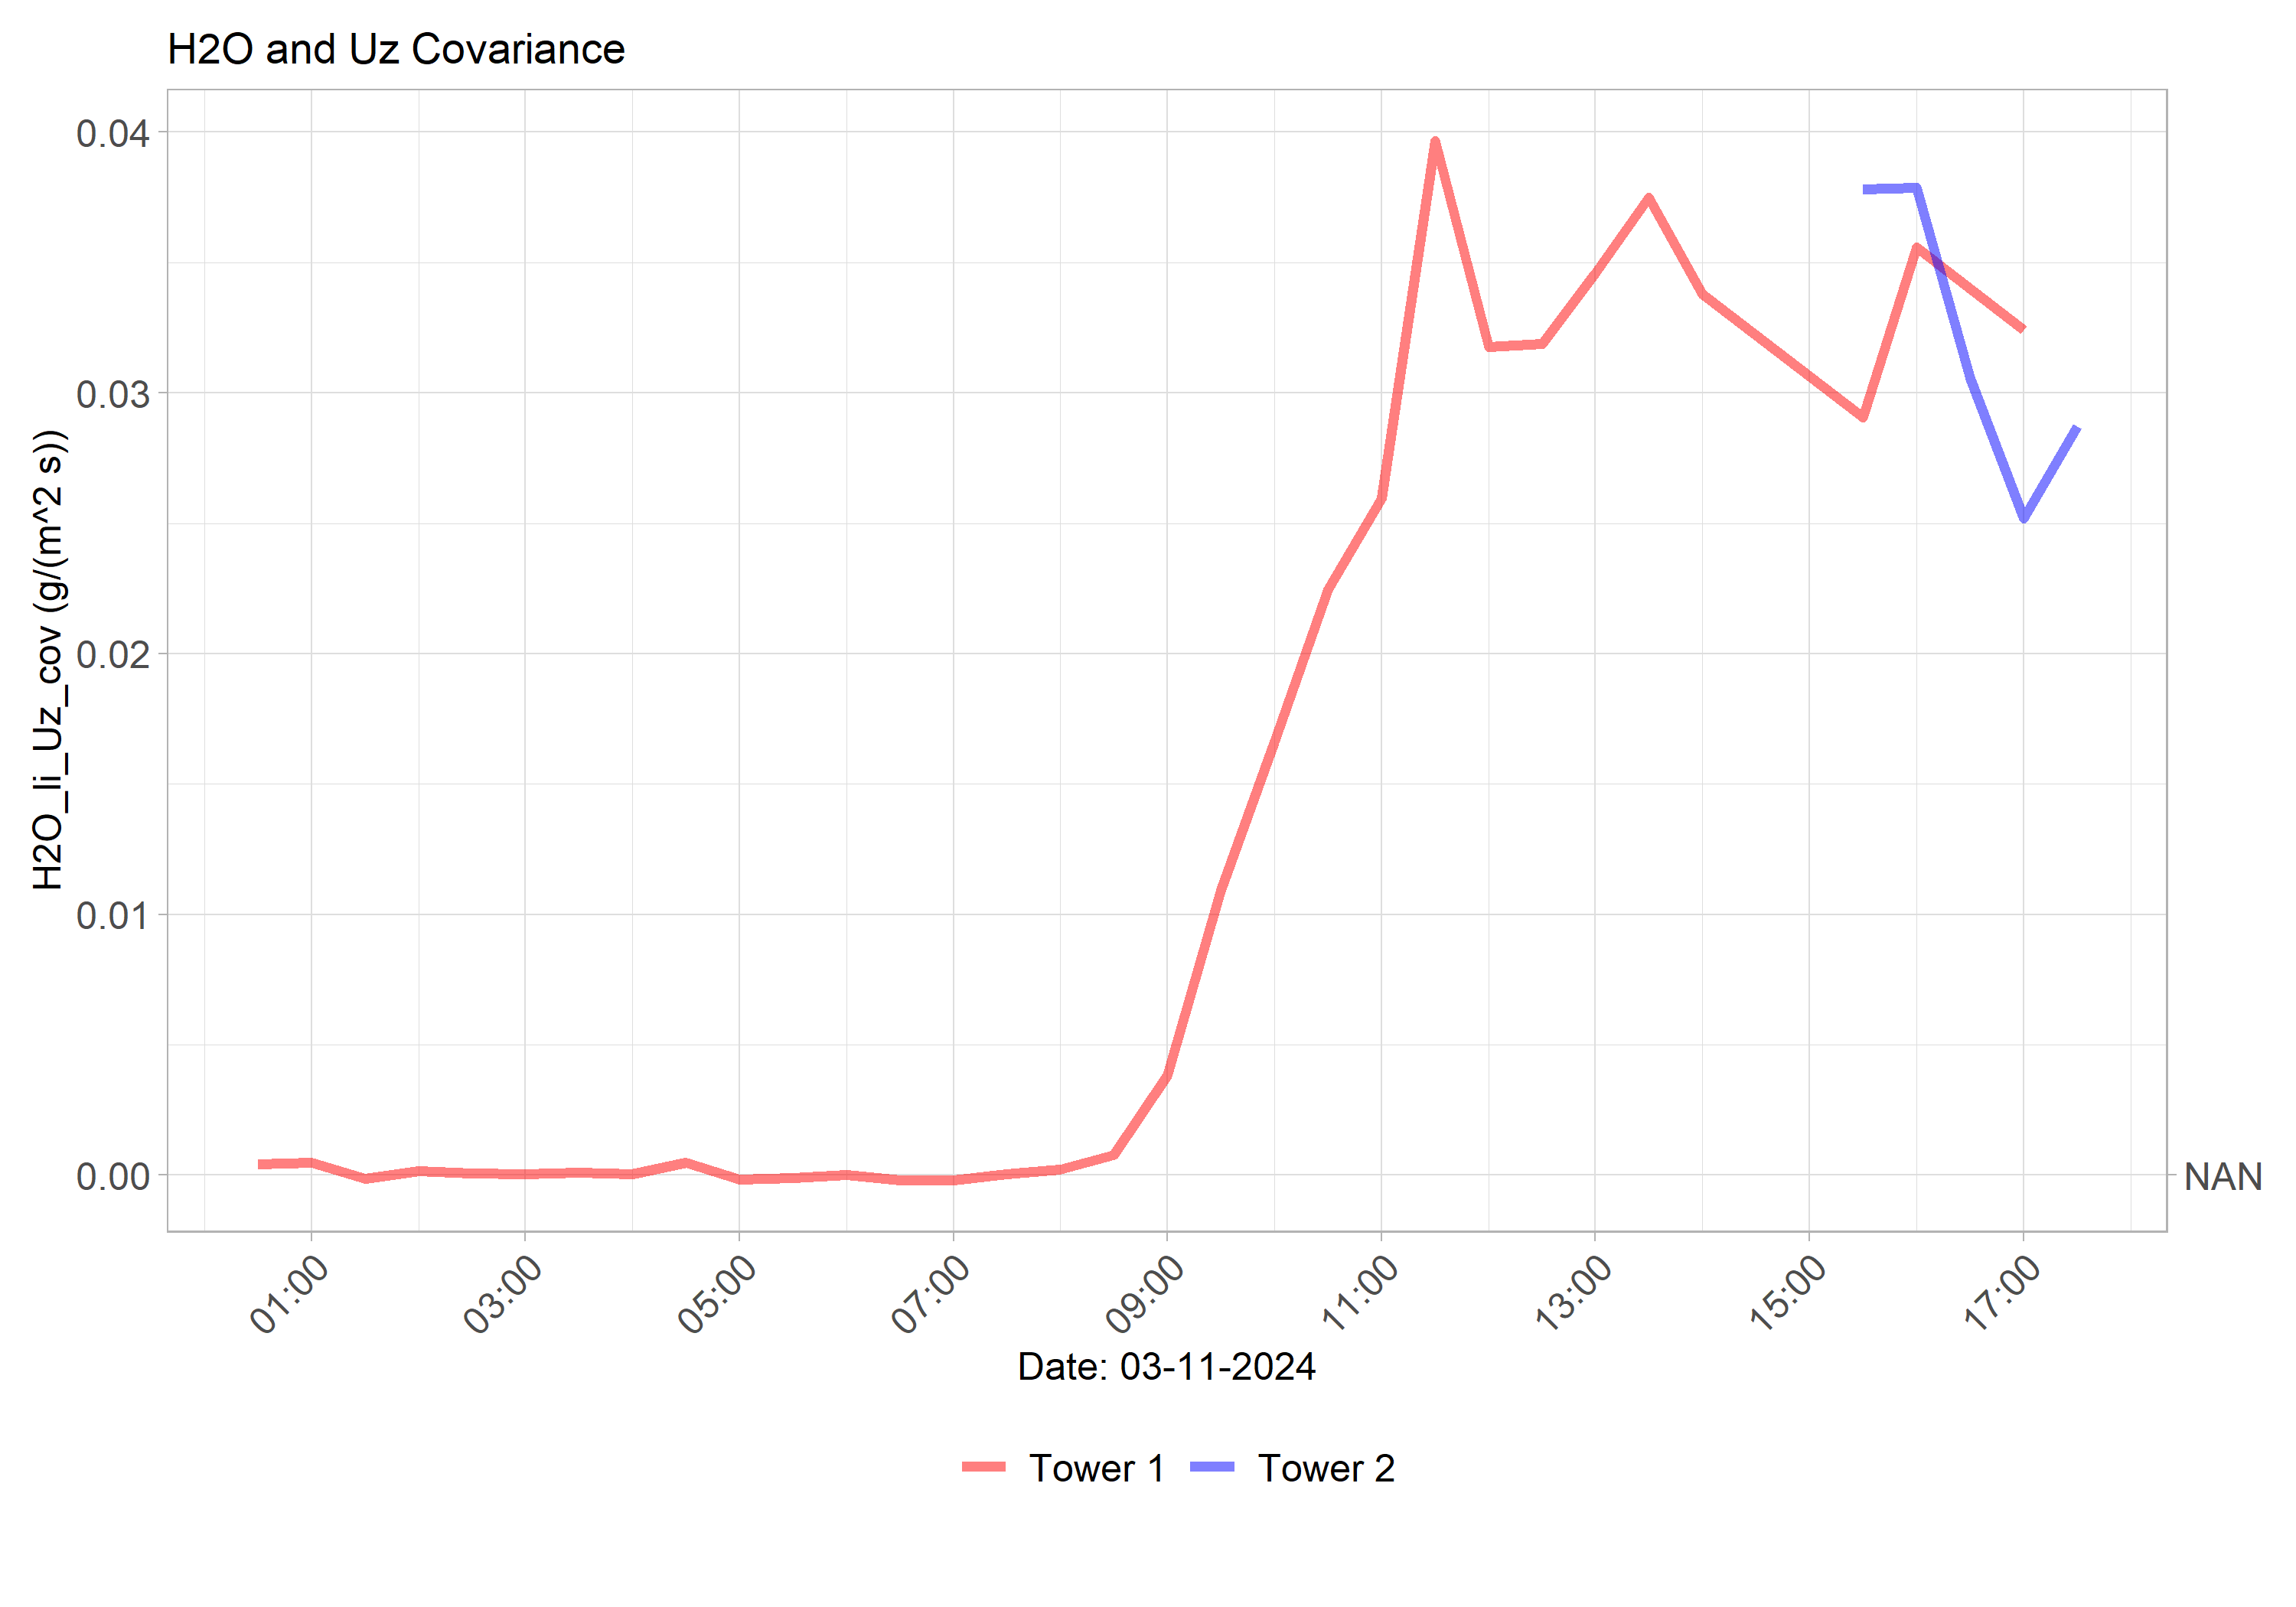 H2O and Uz Covariance
H2O_li_Uz_cov (g/(m^2 s))
0.04
0.03
0.02
0.01
0.00
NAN
01:00
03:00
05:00
07:00
09:00
11:00
13:00
15:00
17:00
Date: 03-11-2024
Tower 1
Tower 2